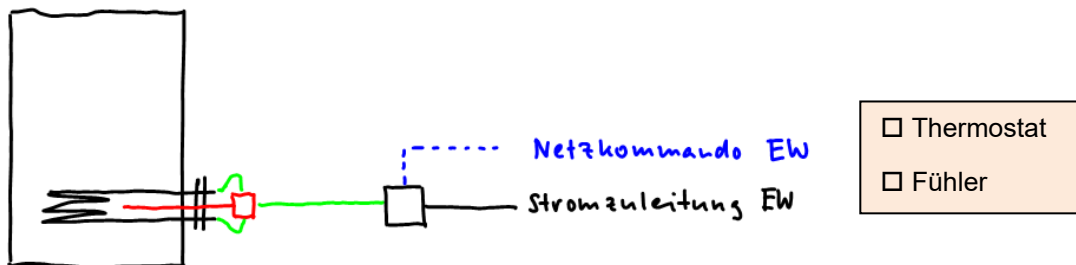 Netzkommando EW
Stromzuleitung EW
Thermostat
Fühler